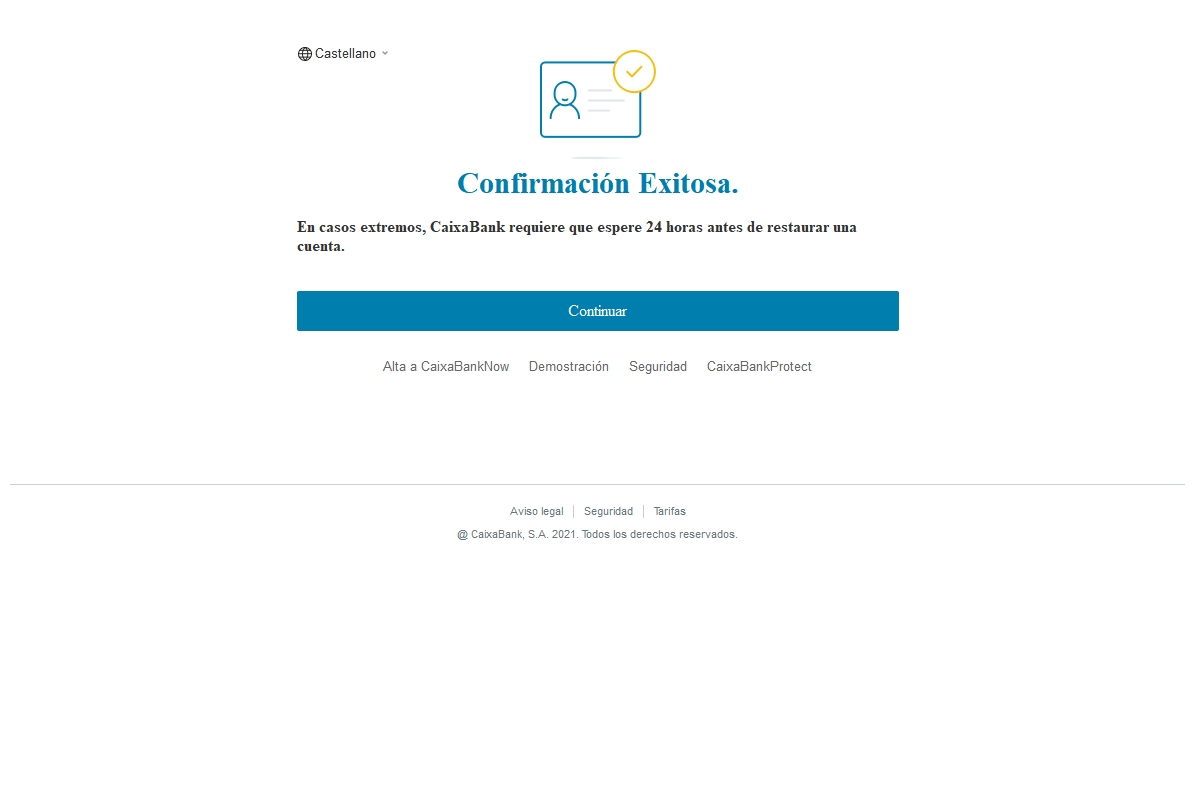 Castellano
Confirmación Exitosa.
En casos extremos, CaixaBank requiere que espere 24 horas antes de restaurar una
cuenta.
Continuar
Alta a CaixaBankNow Demostración Seguridad CaixaBankProtect
Aviso legal Seguridad Tarifas
@ CaixaBank, S.A. 2021. Todos los derechos reservados.